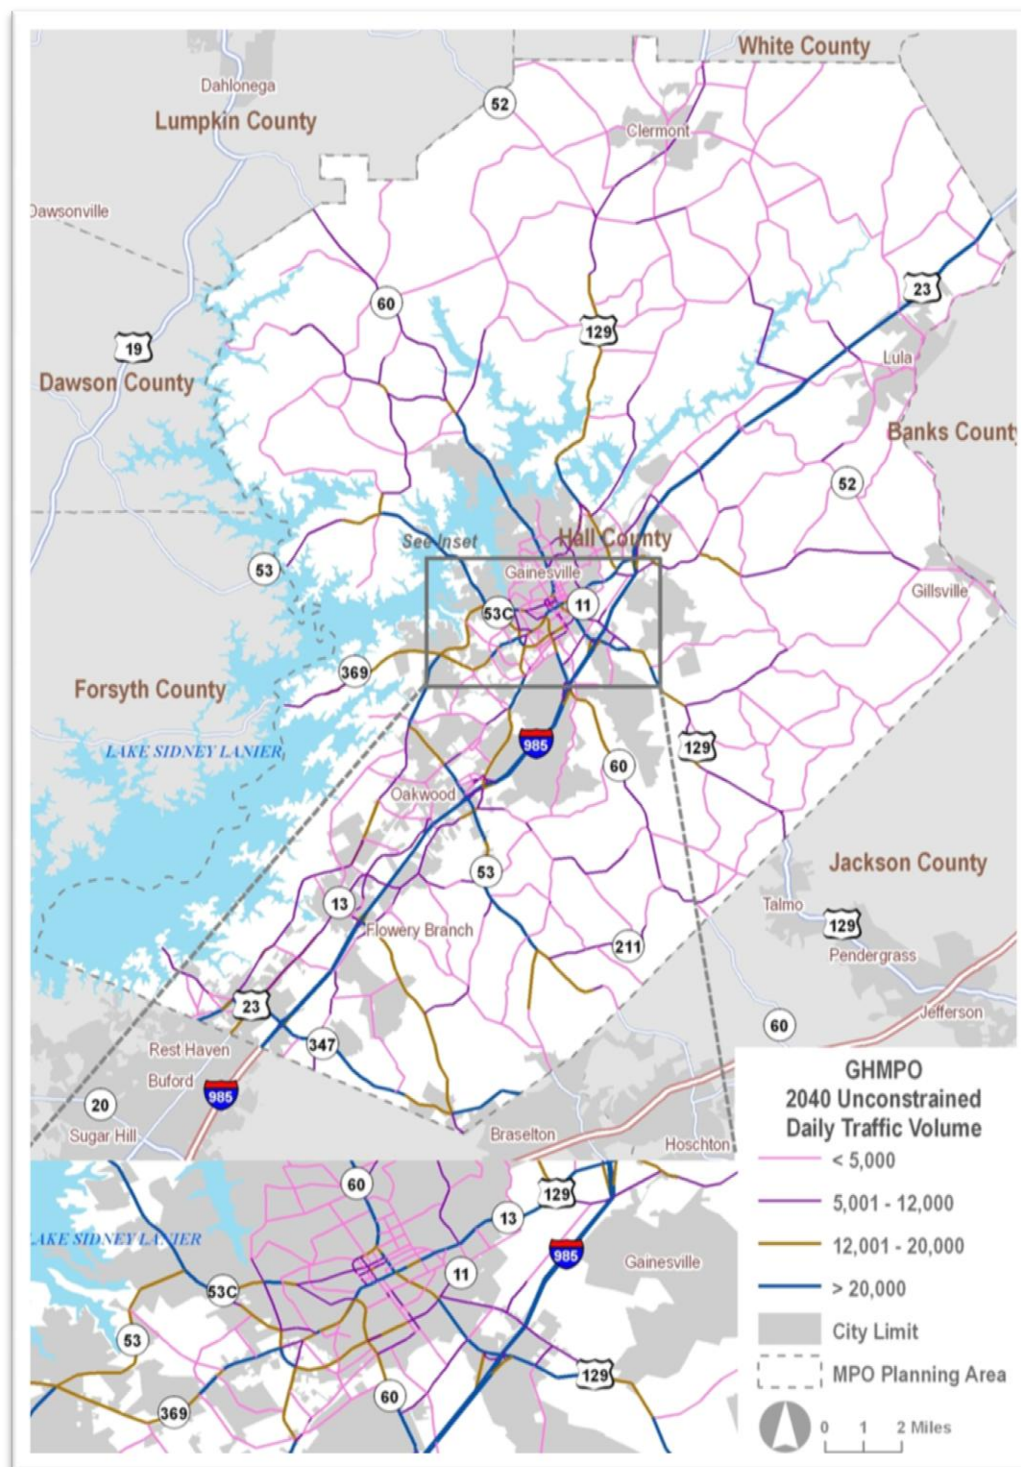 White County
Dahlonega
52
Lumpkin County
Clermont
Dawsonville
60
23
129
19
Lula
Dawson County
Banks County
52
See Inset
Hall County
53
Gainesville
Gillsville
53C
11
369
Forsyth County
LAKE SIDNEY LANIER
985
129
60
Oakwood
53
Jackson County
13
Talmo
129
Flowery Branch
211
Pendergrass
23
Jefferson
60
347
Rest Haven
Buford
985
20
Sugar Hill
Braselton
Hoschton
GHMPO
2040 Unconstrained
Daily Traffic Volume
< 5,000
5,001 - 12,000
12,001 - 20,000
> 20,000
City Limit
MPO Planning Area
0 1 2 Miles
60
129
13
LAKE SIDNEY LANIER
985
Gainesville
11
53C
53
129
60
369